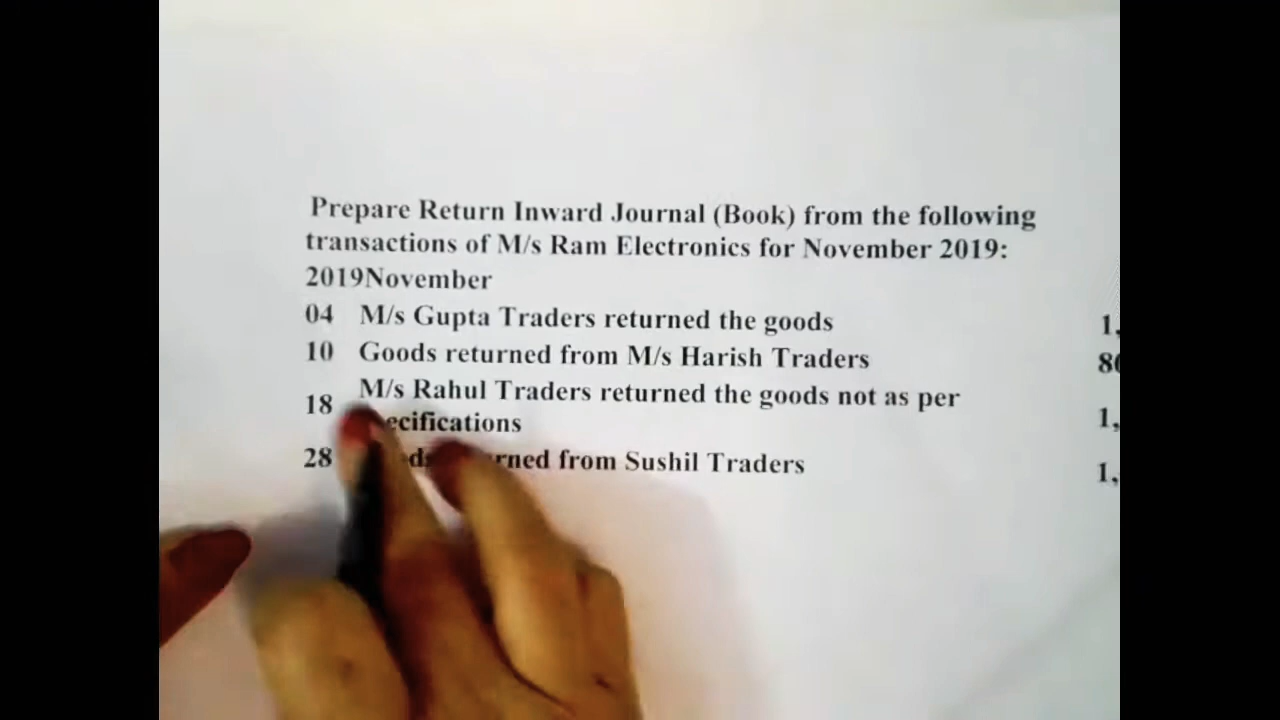 Prepare Return Inward Journal (Book) from the following
transactions of M/s Ram Electronics for November 2019:
2019November
04 M/s Gupta Traders returned the goods 1,
10 Goods returned from M/s Harish Traders 80
M/s Rahul Traders returned the goods not as per
18 ecifications 1,
28 rned from Sushil Traders 1,